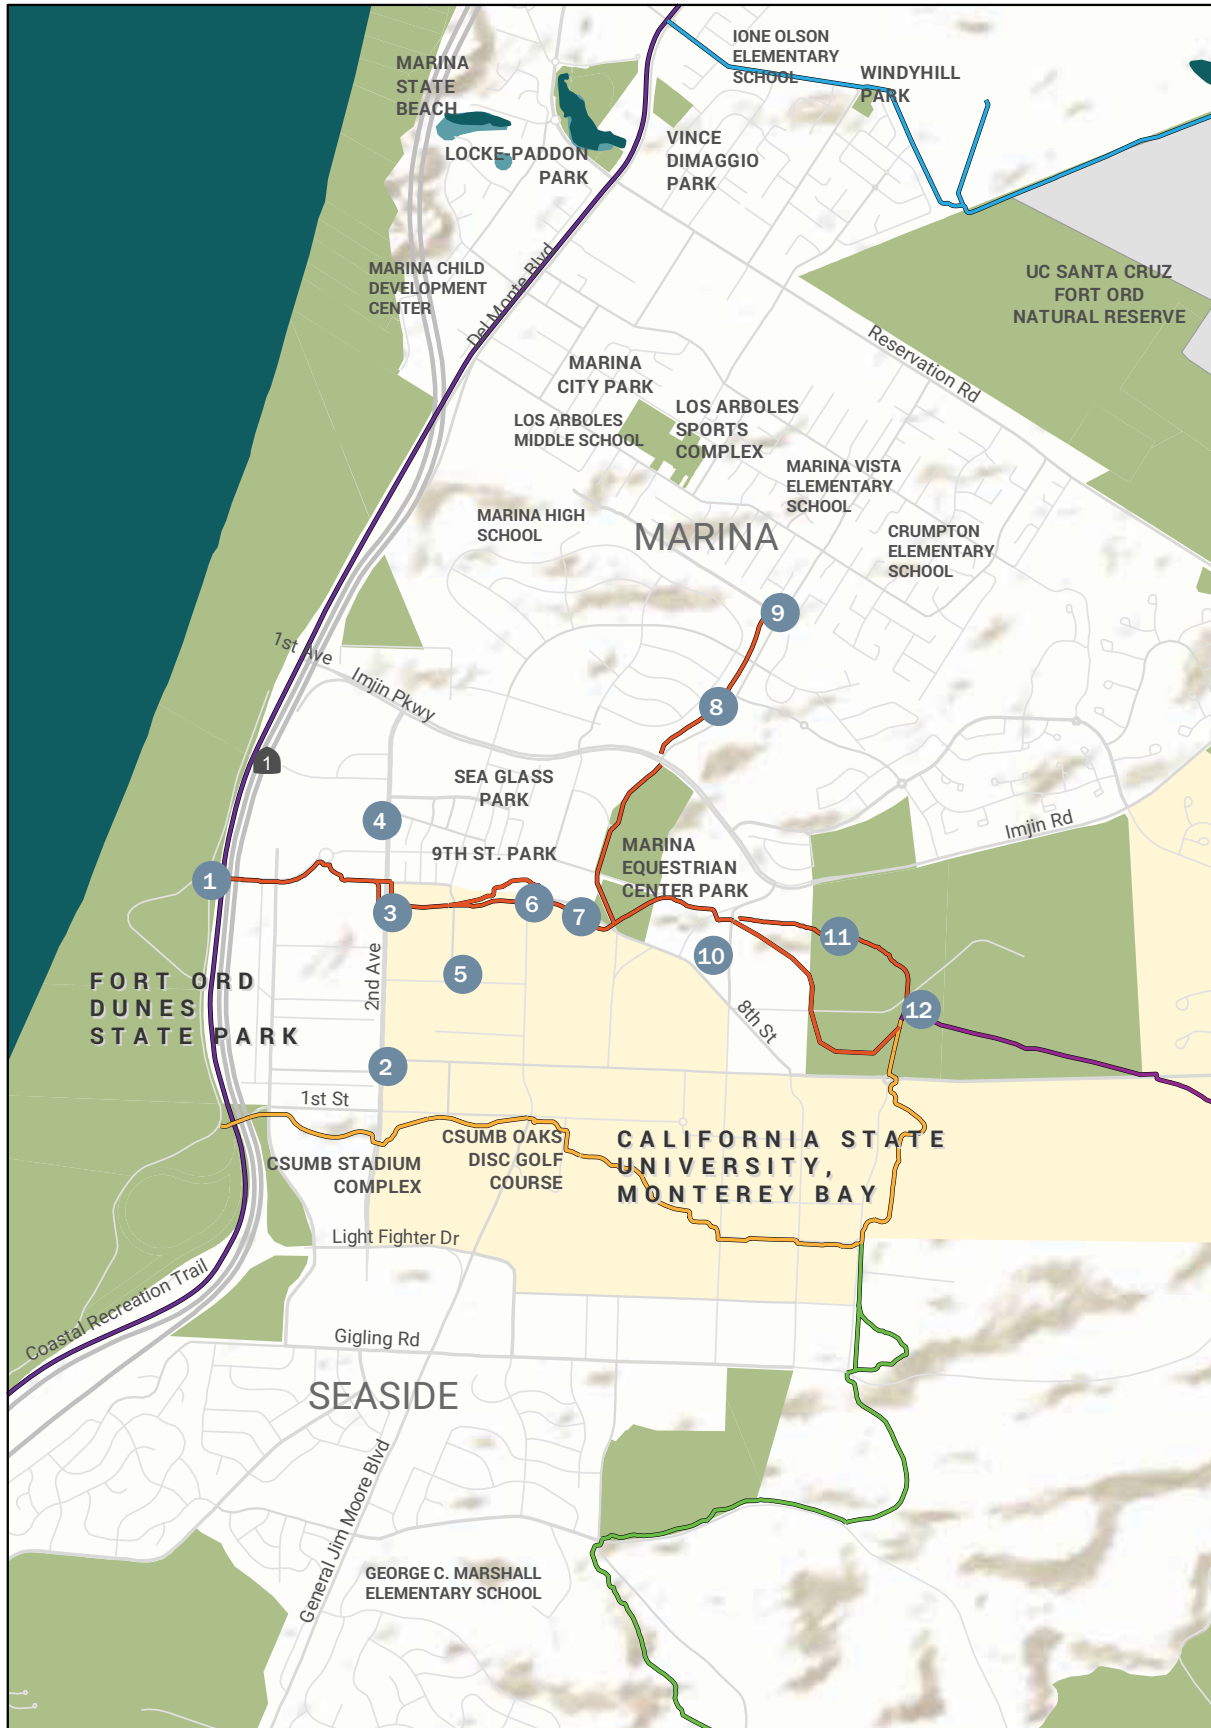 IONE OLSON
ELEMENTARY
SCHOOL
MARINA
STATE
BEACH
WINDYHILL
PARK
VINCE
DIMAGGIO
PARK
LOCKE-PADDON
PARK
MARINA CHILD
DEVELOPMENT
CENTER
Del Monte Blvd
UC SANTA CRUZ
FORT ORD
NATURAL RESERVE
Reservation Rd
MARINA
CITY PARK
LOS ARBOLES
MIDDLE SCHOOL
LOS ARBOLES
SPORTS
COMPLEX
MARINA VISTA
ELEMENTARY
SCHOOL
MARINA HIGH
SCHOOL
MARINA
CRUMPTON
ELEMENTARY
SCHOOL
9
1st Ave
Imjin Pkwy
8
1
SEA GLASS
PARK
4
Imjin Rd
9TH ST. PARK
MARINA
EQUESTRIAN
CENTER PARK
1
3
6
7
11
10
5
2nd Ave
FORT ORD
DUNES
STATE PARK
8th St
12
2
1st St
CSUMB OAKS
DISC GOLF
COURSE
CALIFORNIA STATE
UNIVERSITY,
MONTEREY BAY
CSUMB STADIUM
COMPLEX
Light Fighter Dr
Coastal Recreation Trail
Gigling Rd
SEASIDE
General Jim Moore Blvd
GEORGE C. MARSHALL
ELEMENTARY SCHOOL